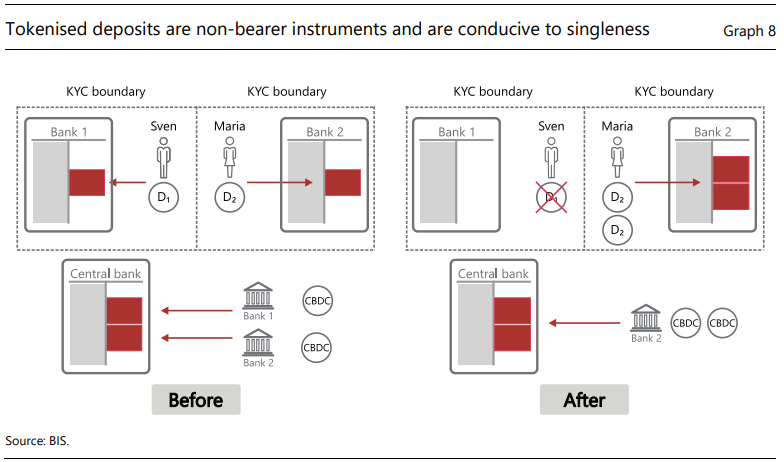 Tokenised deposits are non-bearer instruments and are conducive to singleness
Graph 8
KYC boundary
KYC boundary
Bank 1
Sven
D₁
Maria
D₂
Bank 2
Central bank
Bank 1
CBDC
Bank 2
CBDC
Before
KYC boundary
KYC boundary
Bank 1
Sven
D₁
Maria
D₂
D₂
Bank 2
Central bank
Bank 2
CBDC
CBDC
After
Source: BIS.